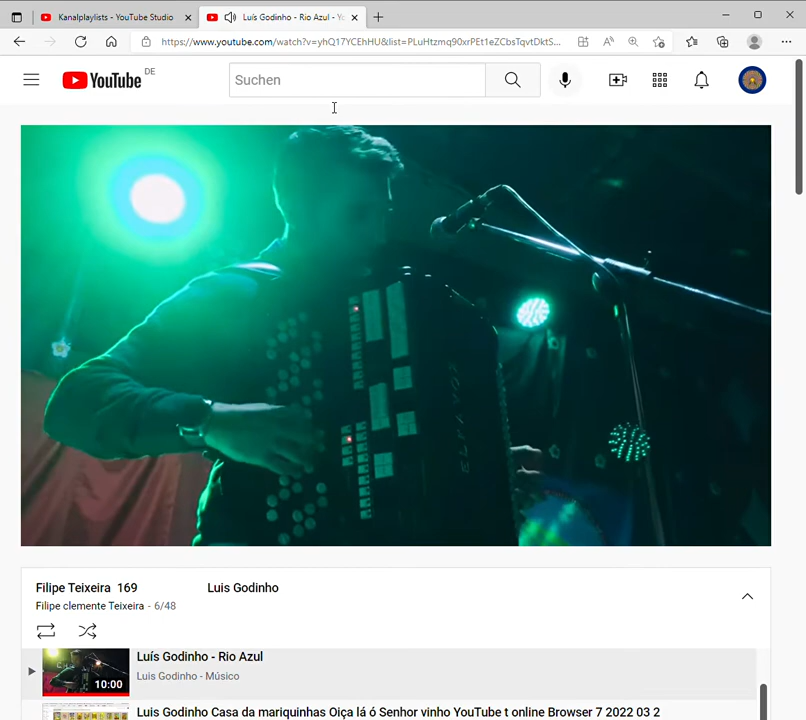 Kanalplaylists - YouTube Studio
Luís Godinho - Rio Azul - Yo
https://www.youtube.com/watch?v=yhQ17YCEhHU&list=PLuHtzmq90xrPEt1eZCbsTqvtDktS...
YouTube DE
Suchen
Filipe Teixeira 169 Luis Godinho
Filipe clemente Teixeira - 6/48
Luís Godinho - Rio Azul
10:00
Luís Godinho - Músico
Luis Godinho Casa da mariquinhas Oiça lá ó Senhor vinho YouTube t online Browser 7 2022 03 2